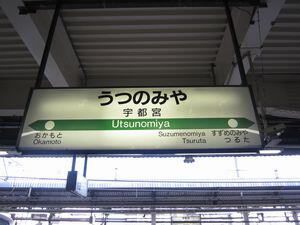 うつのみや
宇都宮
Utsunomiya
おかもと
Okamoto
Suzumenomiya すずめのみや
Tsuruta つるた